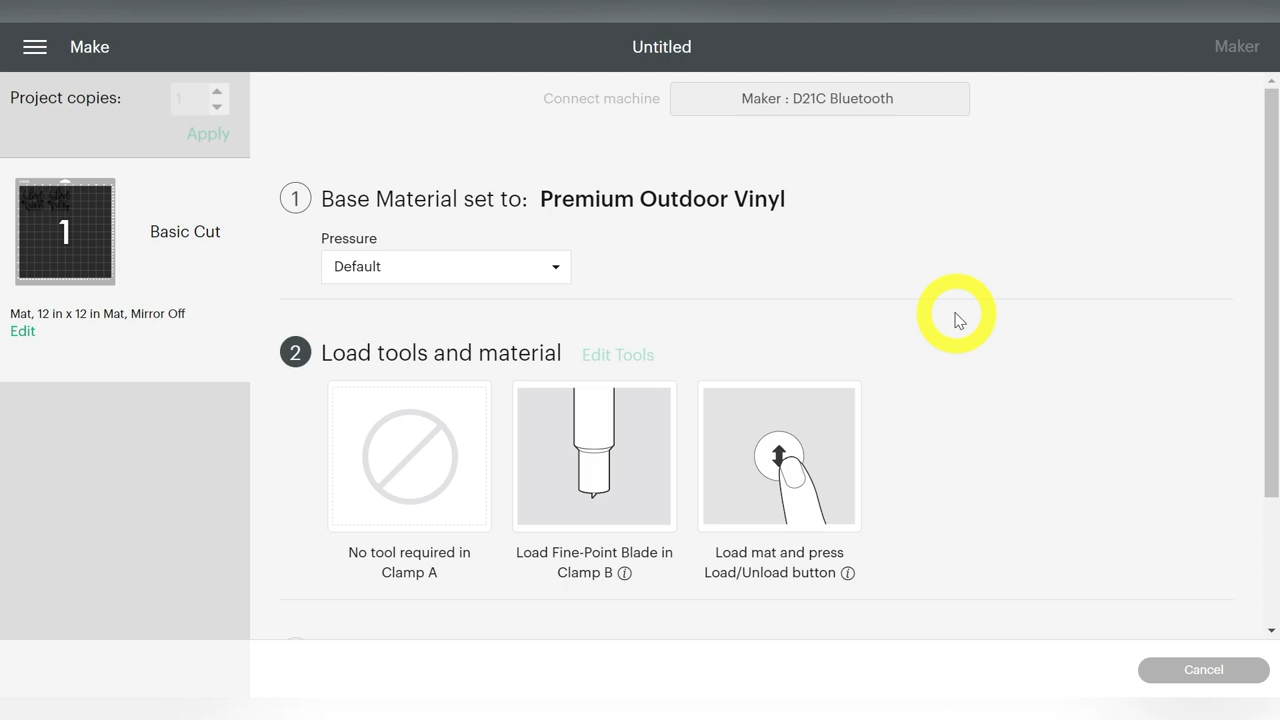 Make
Untitled
Maker
Project copies:
1
Apply
Connect machine
Maker : D21C Bluetooth
1
Basic Cut
Mat, 12 in x 12 in Mat, Mirror Off
Edit
1
Base Material set to: Premium Outdoor Vinyl
Pressure
Default
2
Load tools and material
Edit Tools
No tool required in
Clamp A
Load Fine-Point Blade in
Clamp B
Load mat and press
Load/Unload button
Cancel